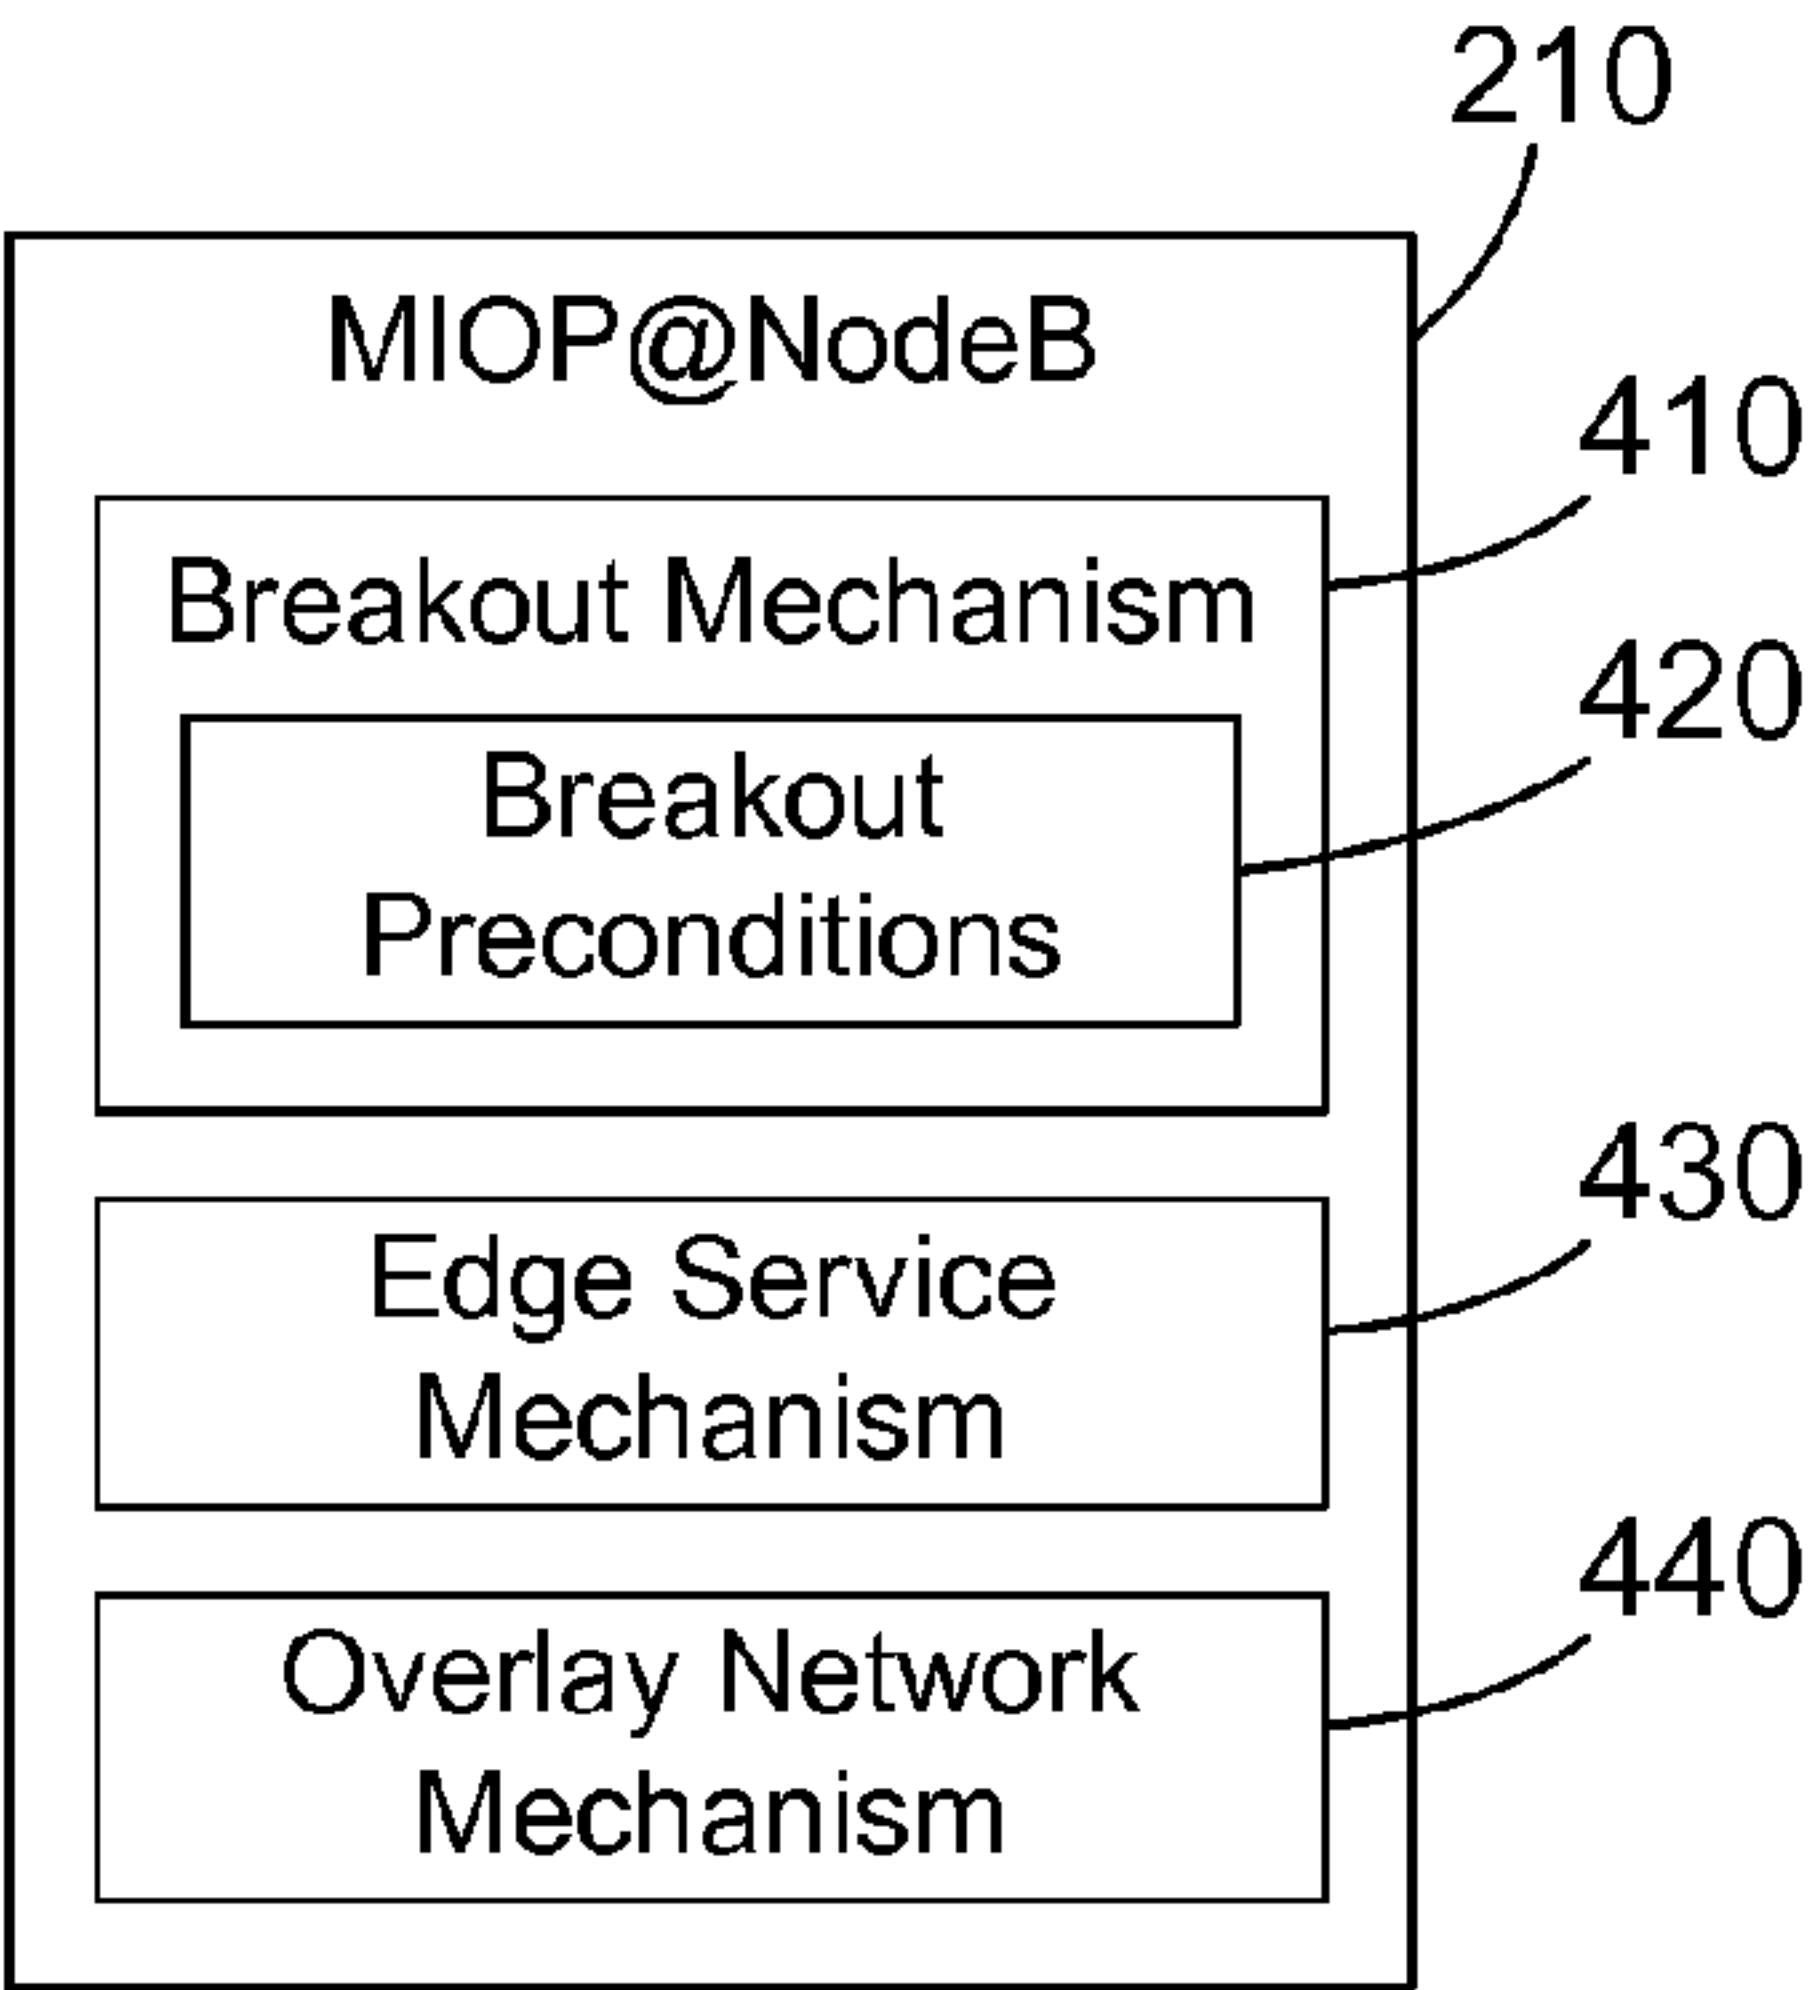 210
MIOP@NodeB
410
Breakout Mechanism
420
Breakout
Preconditions
430
Edge Service
Mechanism
440
Overlay Network
Mechanism